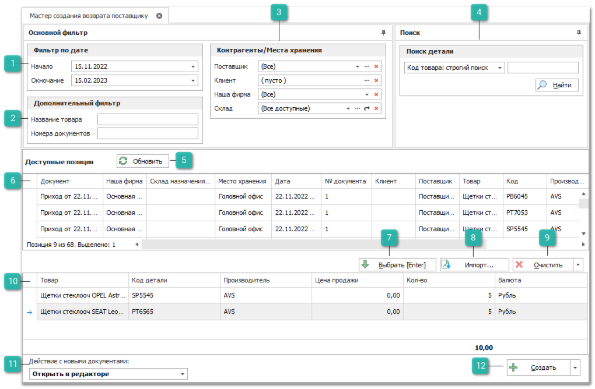 Мастер создания возврата поставщику
3
4
Основной фильтр
Поиск
Фильтр по дате
1
Начало 15.11.2022
Окончание 15.02.2023
Контрагенты/Места хранения
Поставщик (Все)
Клиент ( пусто )
Наша фирма (Все)
Склад (Все доступные)
Поиск детали
Код товара: строгий поиск
Найти
2
Дополнительный фильтр
Название товара
Номера документов
Доступные позиции
Обновить
5
6
Документ Наша фирма Склад назначения... Место хранения Дата №� документа Клиент Поставщик Товар Код Производ...
Приход от 22.11.... Основная ... Головной офис 22.11.2022 ... 1 Поставщик... Щетки ст... PB6045 AVS
Приход от 22.11.... Основная ... Головной офис 22.11.2022 ... 1 Поставщик... Щетки ст... PT7053 AVS
Приход от 22.11.... Основная ... Головной офис 22.11.2022 ... 1 Поставщик... Щетки ст... SP5545 AVS
Позиция 9 из 68. Выделено: 1
7
8
9
Выбрать [Enter]
Импорт...
Очистить
10
Товар Код детали Производитель Цена продажи Кол-во Валюта
Щетки стеклооч OPEL Astr... SP5545 AVS 0,00 5 Рубль
Щетки стеклооч SEAT Leo... PT6565 AVS 0,00 5 Рубль
10,00
11
Действие с новыми документами:
Открыть в редакторе
12
Создать